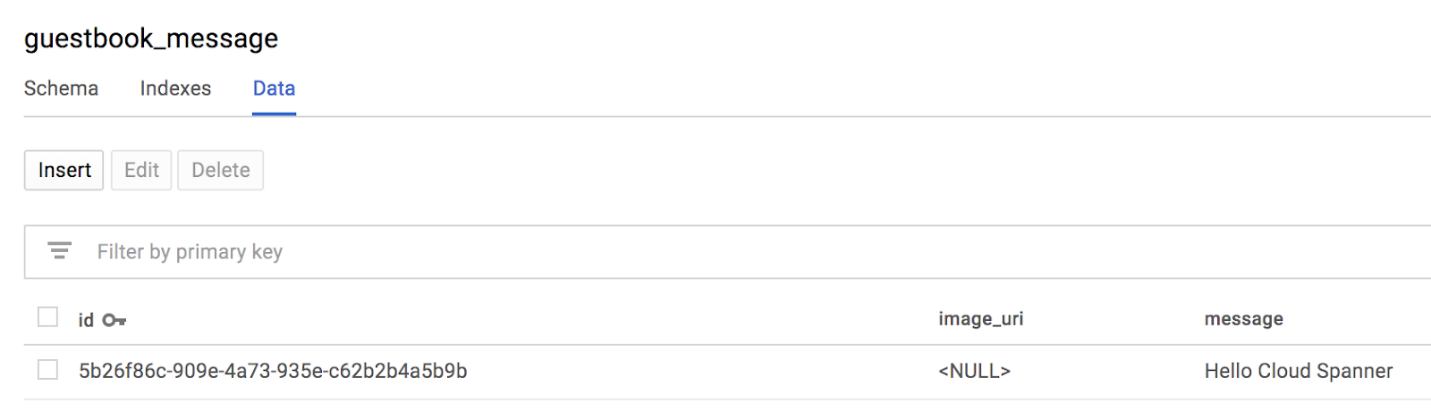 guestbook_message
Schema Indexes Data
Insert Edit Delete
Filter by primary key
id image_uri message
5b26f86c-909e-4a73-935e-c62b2b4a5b9b <NULL> Hello Cloud Spanner